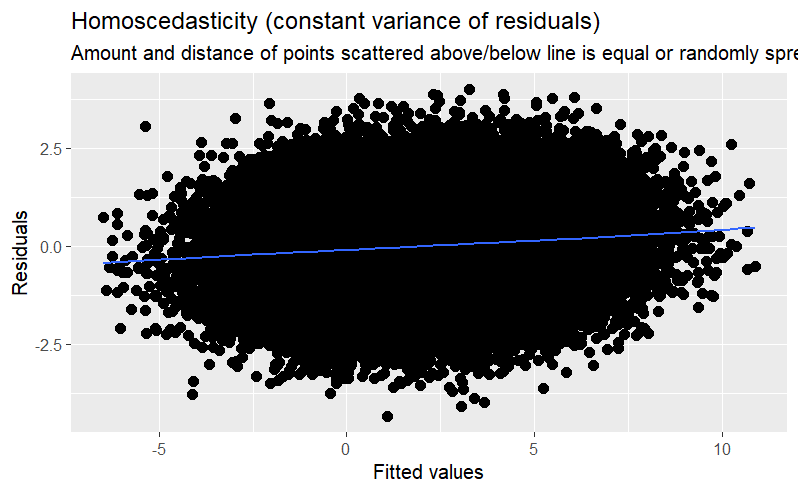 Homoscedasticity (constant variance of residuals)
Amount and distance of points scattered above/below line is equal or randomly spre
2.5
0.0
-2.5
Residuals
-5
0
5
10
Fitted values